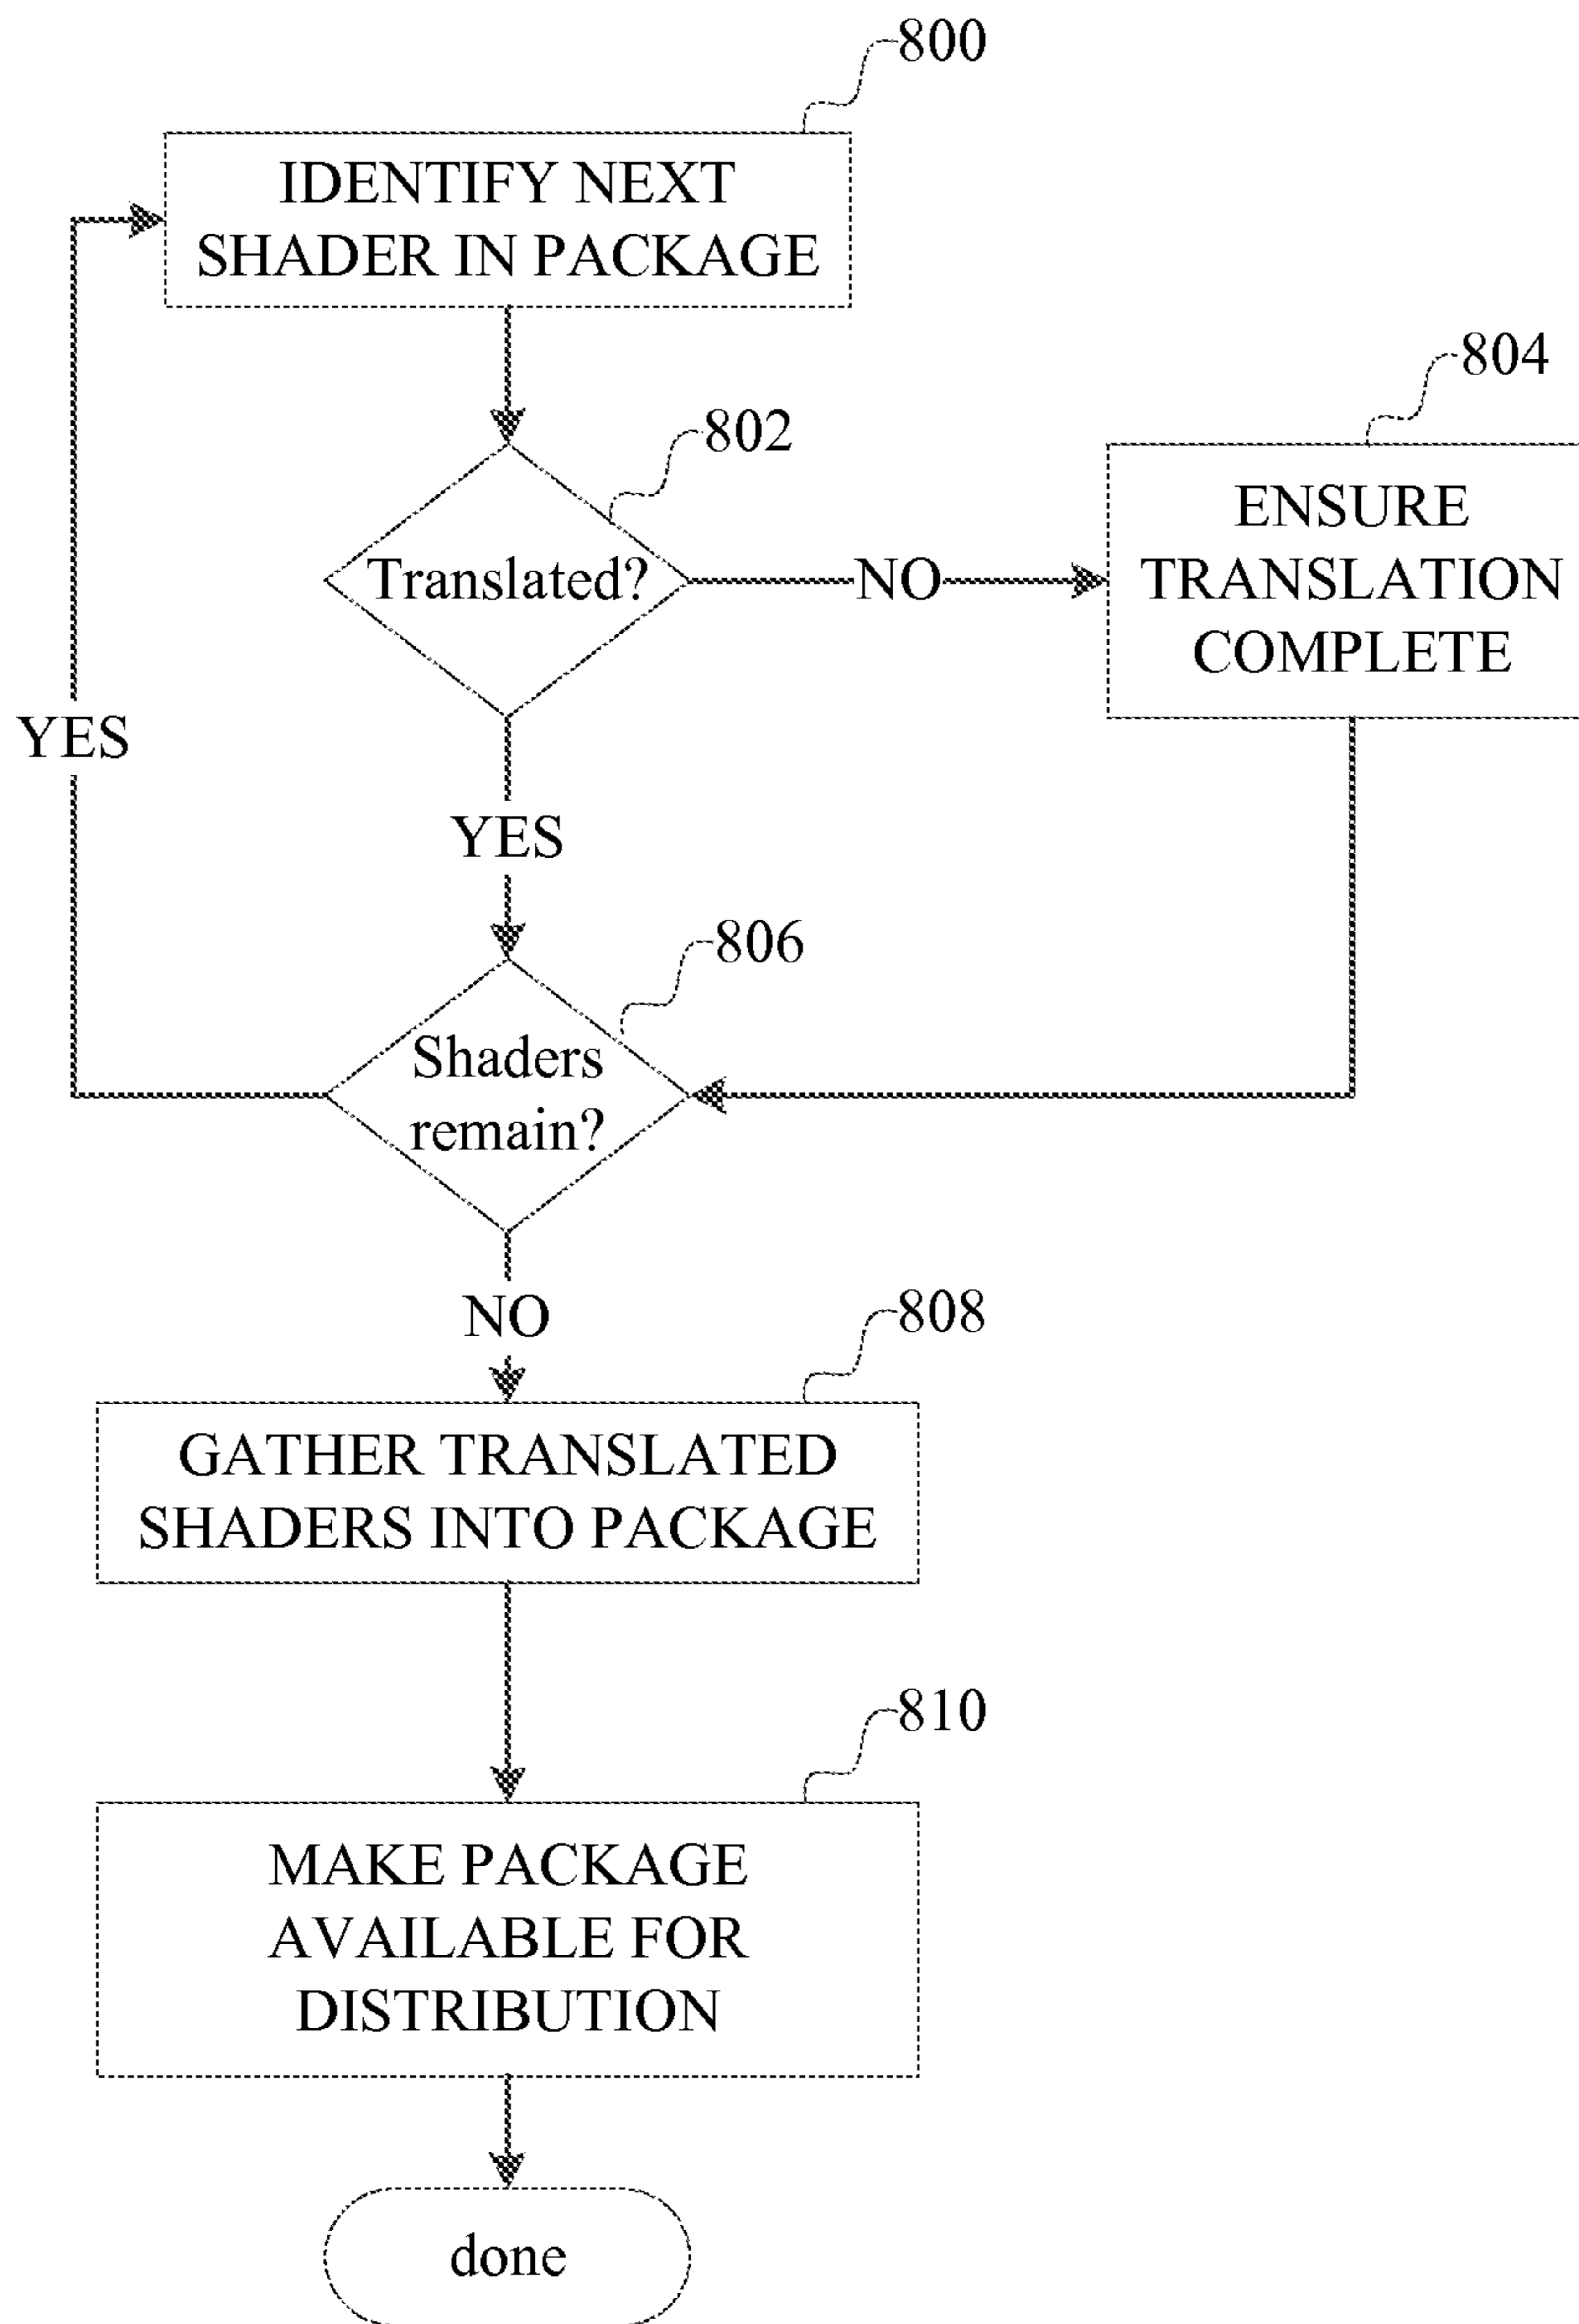 800
IDENTIFY NEXT
SHADER IN PACKAGE
804
802
Translated?
NO
ENSURE
TRANSLATION
COMPLETE
YES
YES
806
Shaders
remain?
NO
808
GATHER TRANSLATED
SHADERS INTO PACKAGE
810
MAKE PACKAGE
AVAILABLE FOR
DISTRIBUTION
done